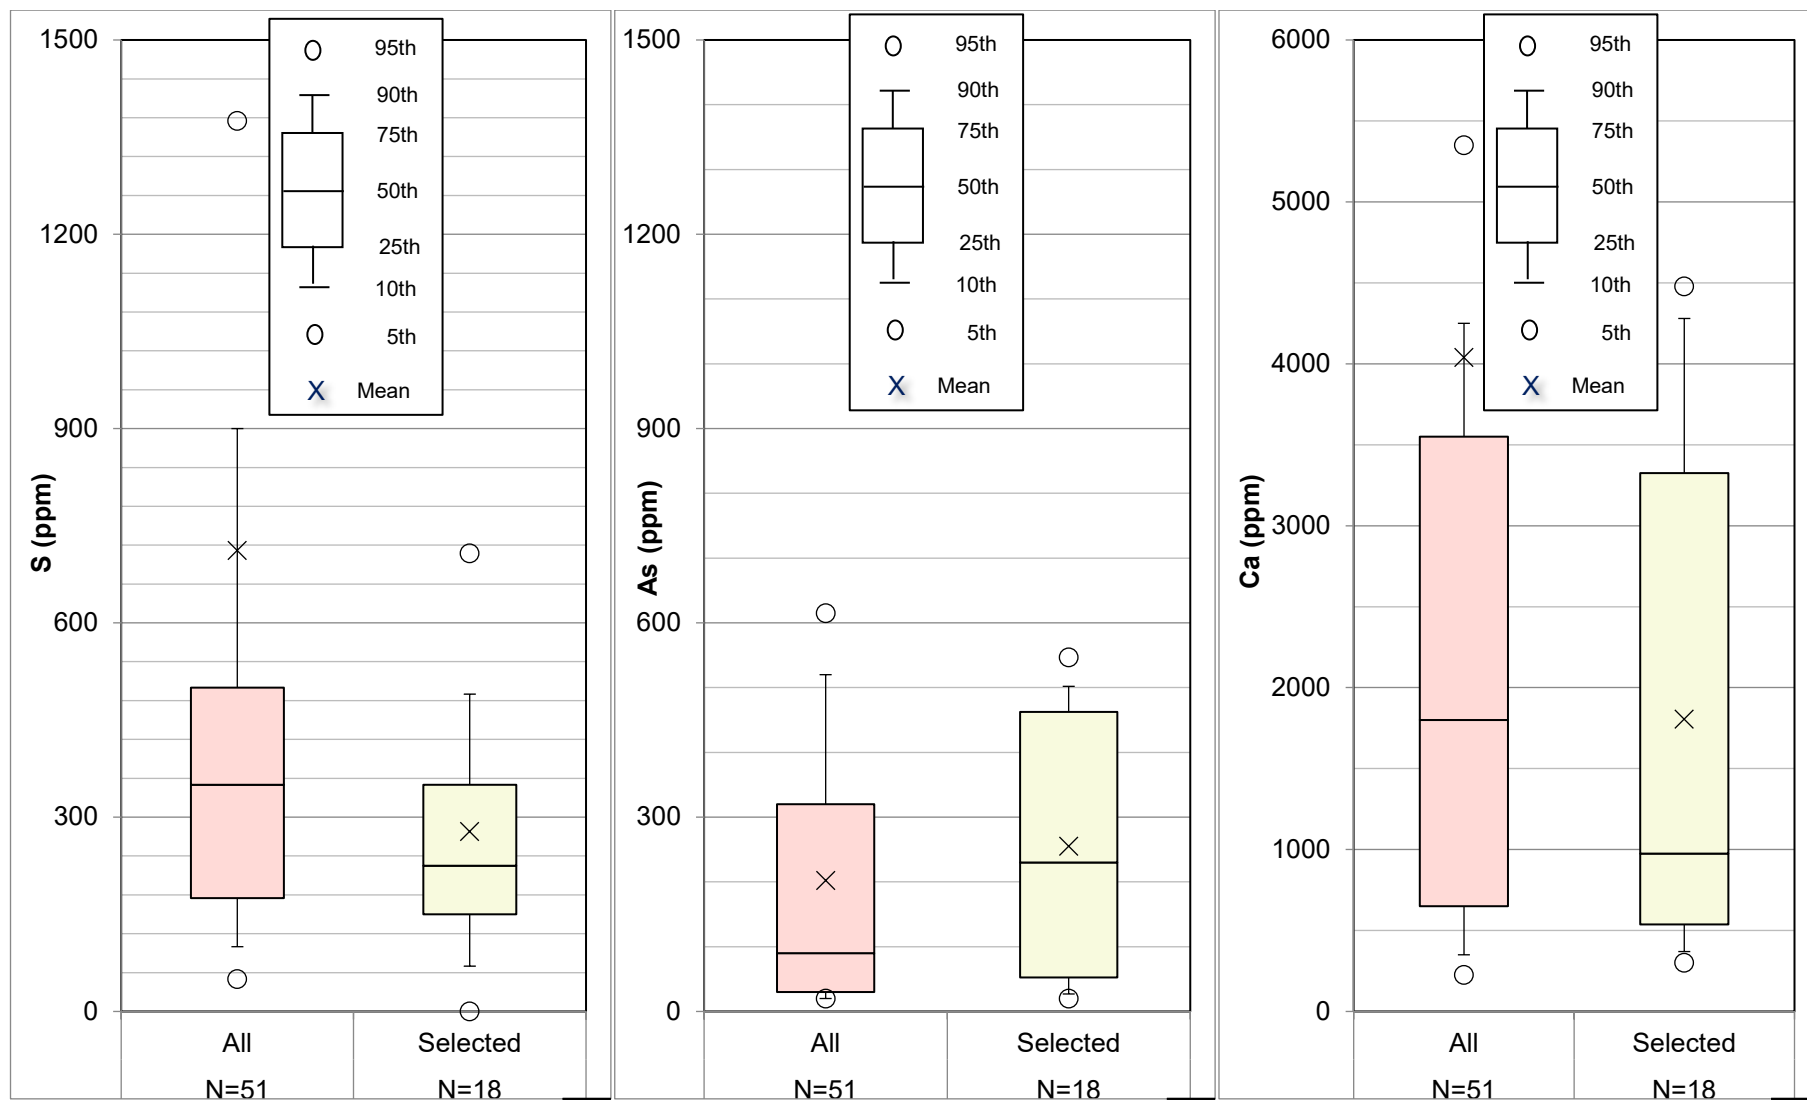 S (ppm)
1500
1200
900
600
300
0
95th
90th
75th
50th
25th
10th
5th
X Mean
All
Selected
N=51
N=18
As (ppm)
1500
1200
900
600
300
0
95th
90th
75th
50th
25th
10th
5th
X Mean
All
Selected
N=51
N=18
Ca (ppm)
6000
5000
4000
3000
2000
1000
0
95th
90th
75th
50th
25th
10th
5th
X Mean
All
Selected
N=51
N=18